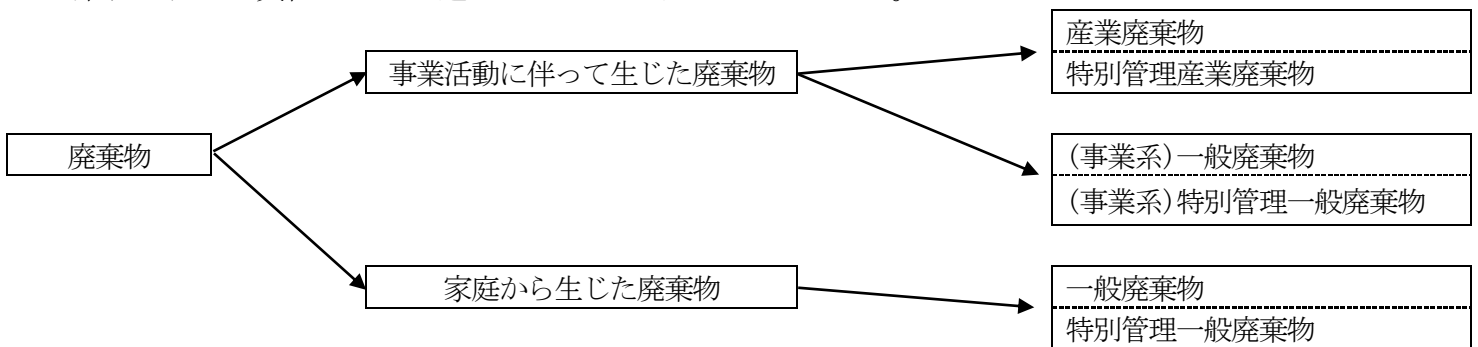 産業廃棄物
特別管理産業廃棄物
事業活動に伴って生じた廃棄物
廃棄物
(事業系)一般廃棄物
(事業系)特別管理一般廃棄物
家庭から生じた廃棄物
一般廃棄物
特別管理一般廃棄物